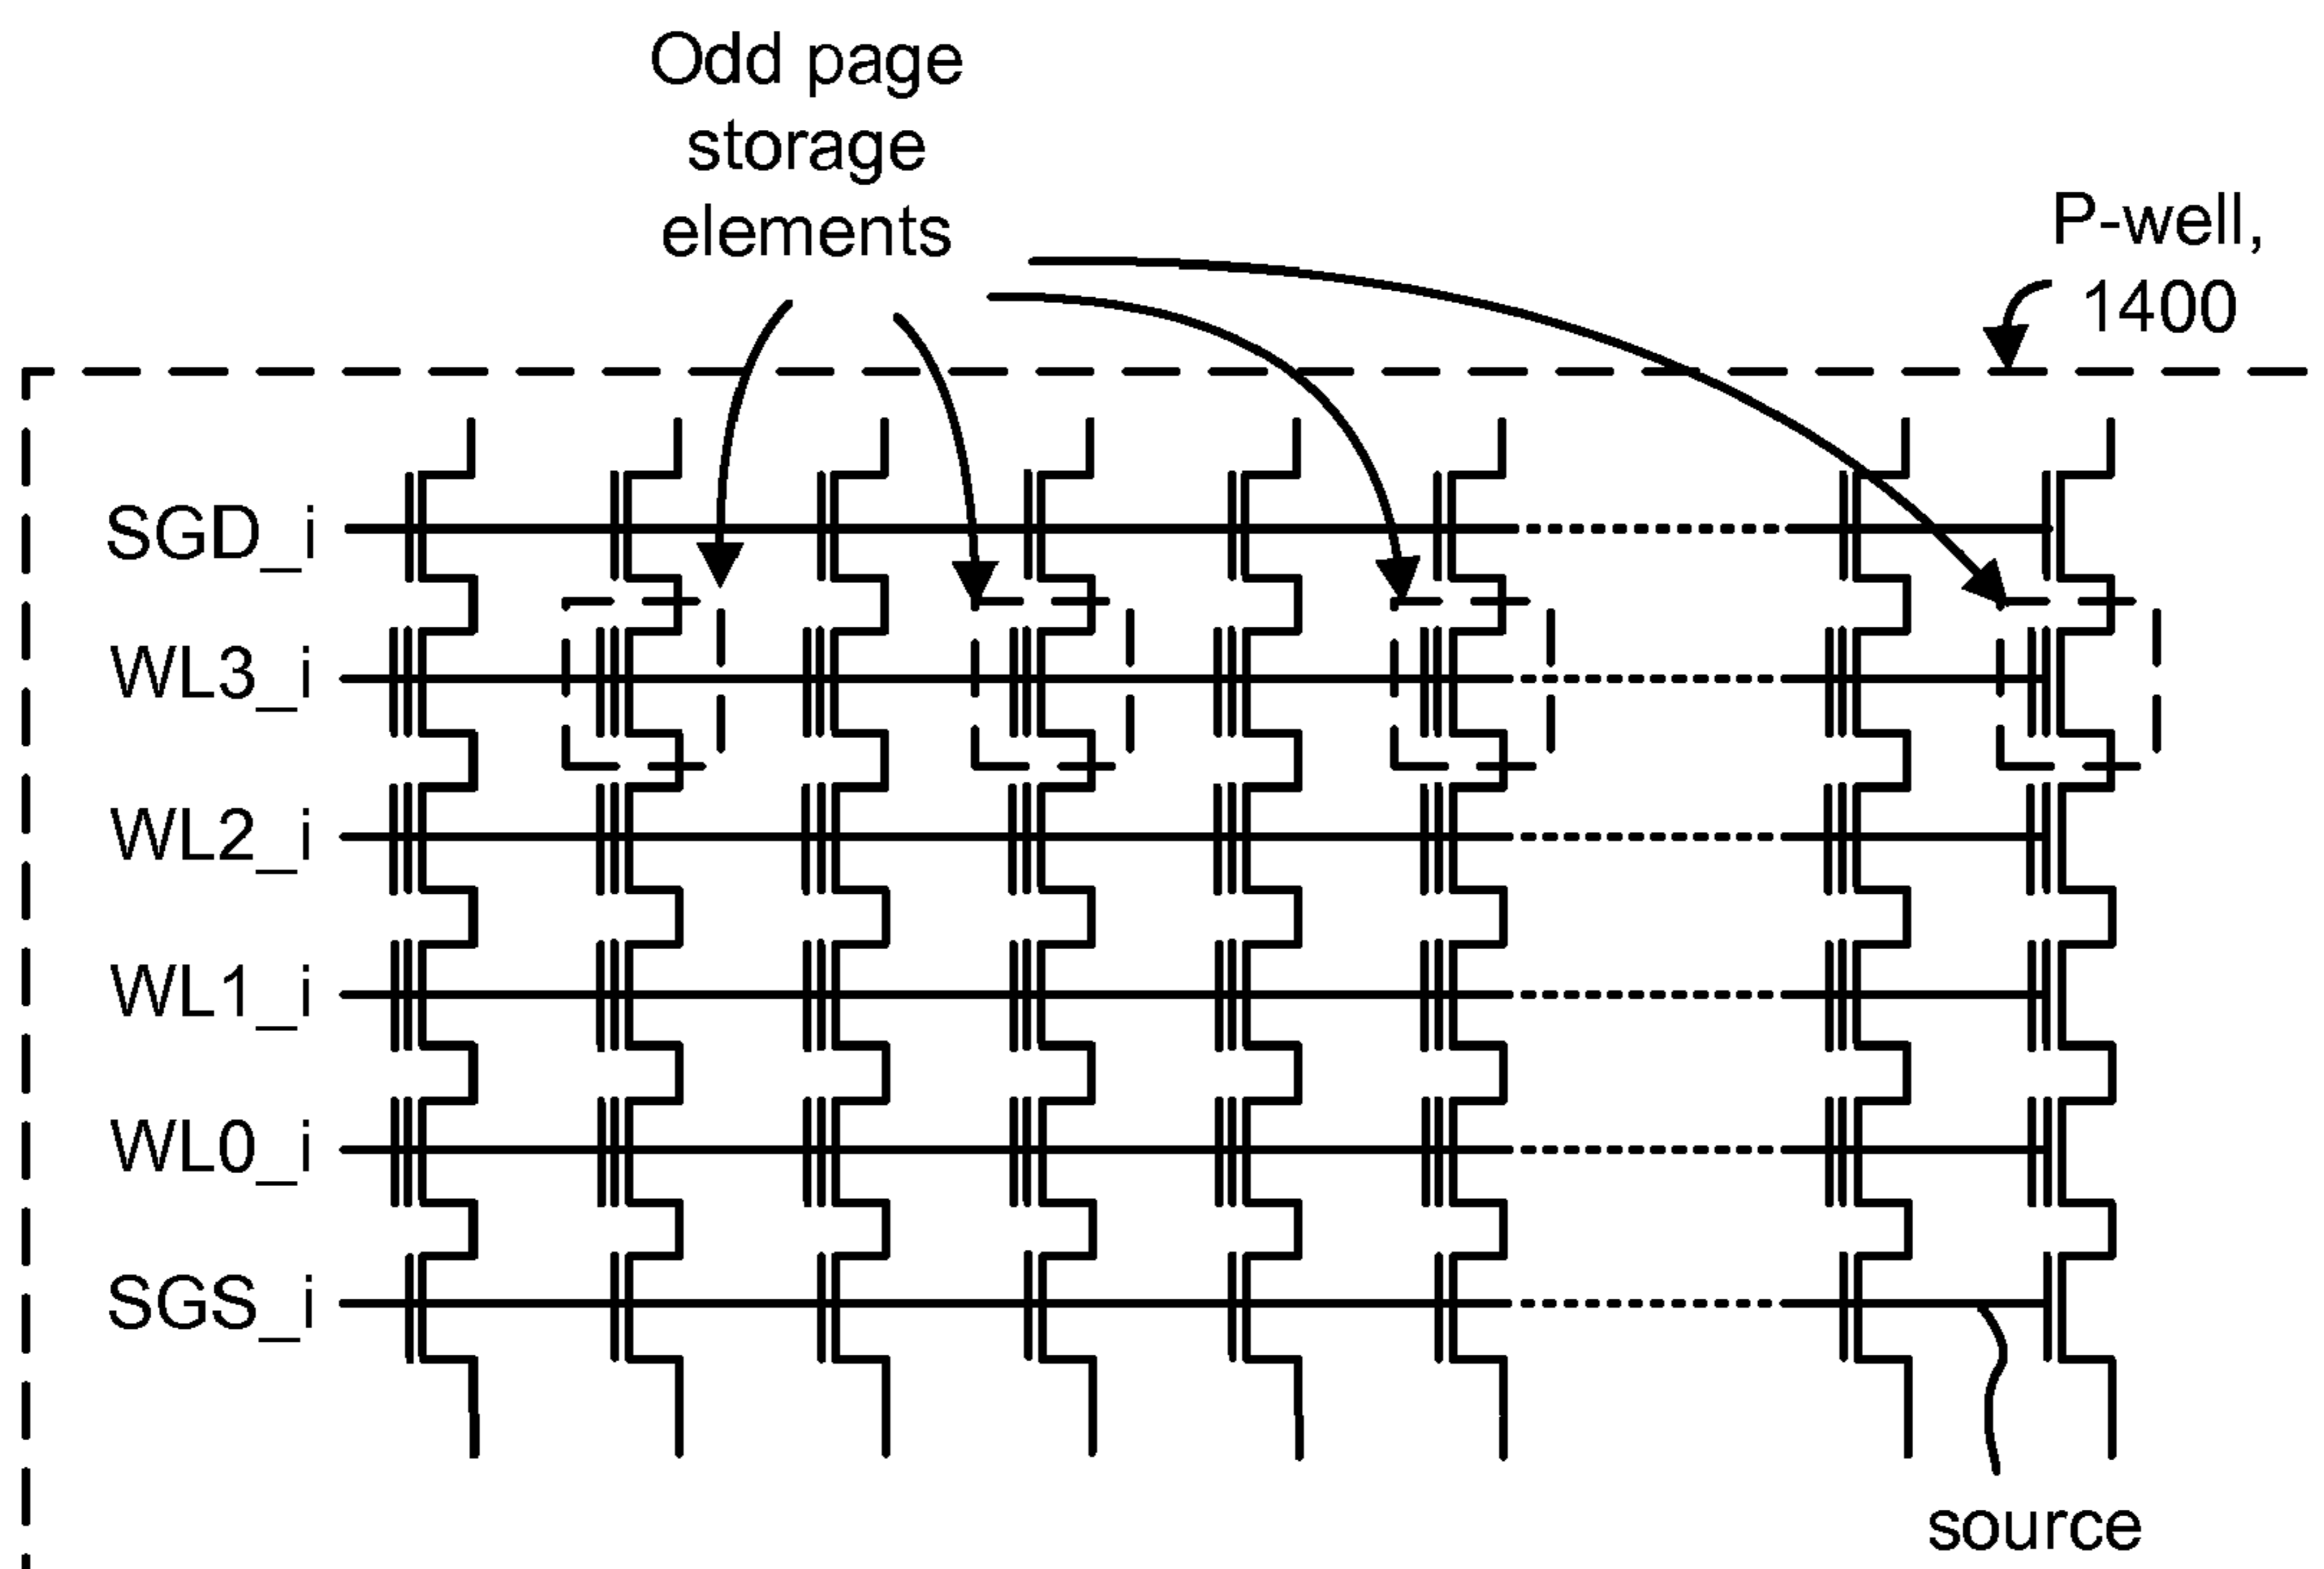 Odd page
storage
elements
P-well,
1400
SGD_i
WL3_i
WL2_i
WL1_i
WL0_i
SGS_i
source